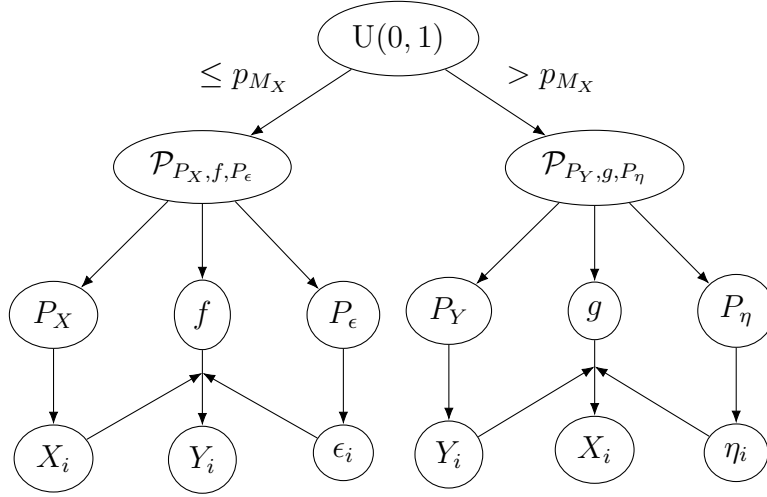 U(0, 1)
≤ p_{M_X} > p_{M_X}
𝒫_{P_X, f, P_ϵ} 𝒫_{P_Y, g, P_η}
P_X f P_ϵ P_Y g P_η
X_i Y_i ϵ_i Y_i X_i η_i